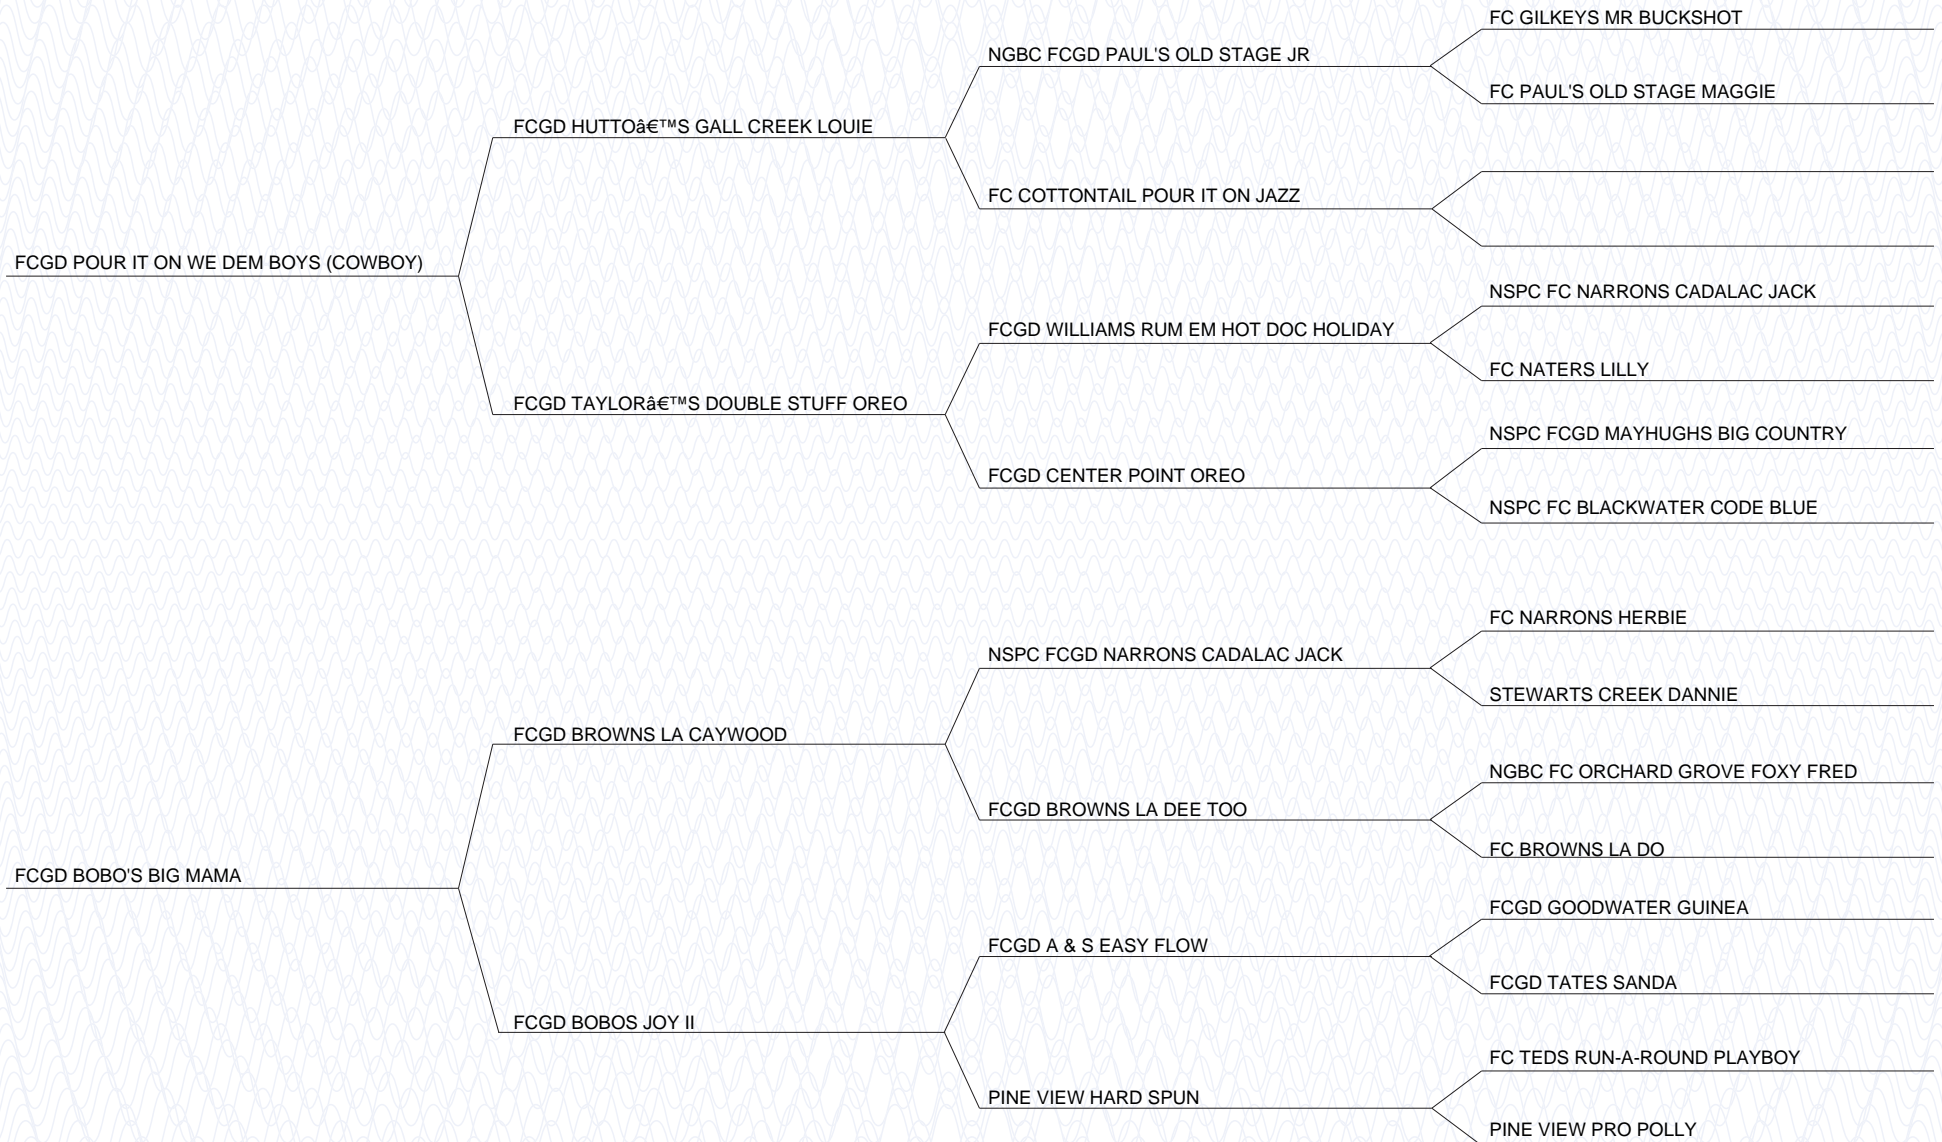 FC GILKEYS MR BUCKSHOT
NGBC FCGD PAUL'S OLD STAGE JR
FC PAUL'S OLD STAGE MAGGIE
FCGD HUTTOâ€™S GALL CREEK LOUIE
FC COTTONTAIL POUR IT ON JAZZ
FCGD POUR IT ON WE DEM BOYS (COWBOY)
NSPC FC NARRONS CADALAC JACK
FCGD WILLIAMS RUM EM HOT DOC HOLIDAY
FC NATERS LILLY
FCGD TAYLORâ€™S DOUBLE STUFF OREO
NSPC FCGD MAYHUGHS BIG COUNTRY
FCGD CENTER POINT OREO
NSPC FC BLACKWATER CODE BLUE
FC NARRONS HERBIE
NSPC FCGD NARRONS CADALAC JACK
STEWARTS CREEK DANNIE
FCGD BROWNS LA CAYWOOD
NGBC FC ORCHARD GROVE FOXY FRED
FCGD BROWNS LA DEE TOO
FC BROWNS LA DO
FCGD BOBO'S BIG MAMA
FCGD GOODWATER GUINEA
FCGD A & S EASY FLOW
FCGD TATES SANDA
FCGD BOBOS JOY II
FC TEDS RUN-A-ROUND PLAYBOY
PINE VIEW HARD SPUN
PINE VIEW PRO POLLY